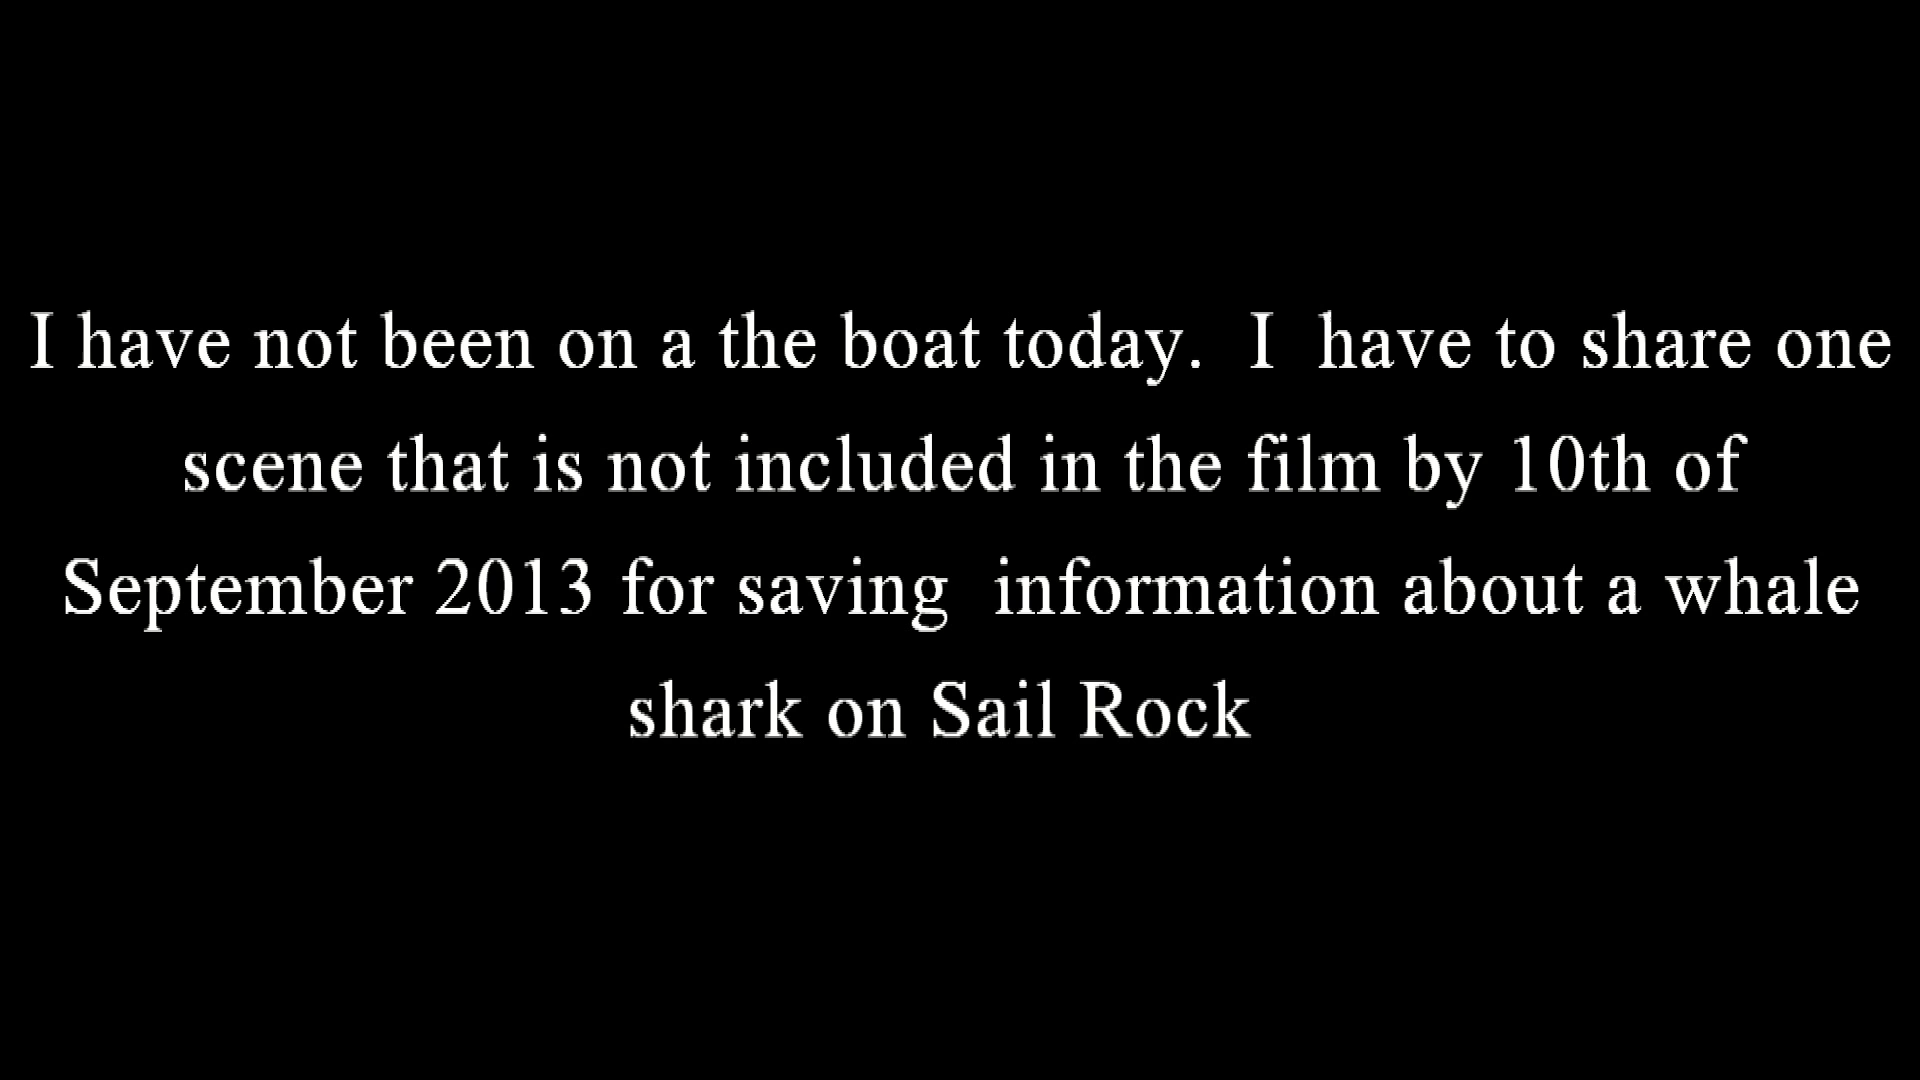 I have not been on a the boat today.  I  have to share one
scene that is not included in the film by 10th of
September 2013 for saving  information about a whale
shark on Sail Rock